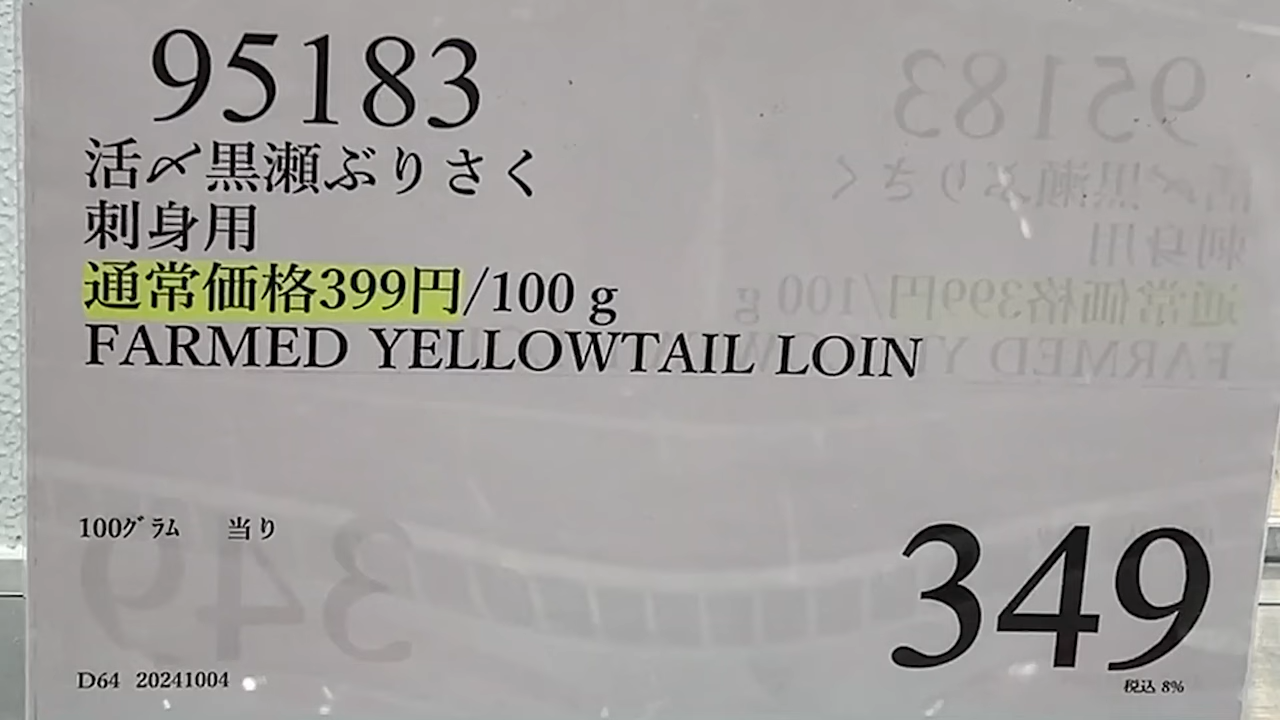 95183
活〆黒瀬ぶりさく
刺身用
通常価格399円/100g
FARMED YELLOWTAIL LOIN
100グラム 当り
349
税込 8%
D64 20241004